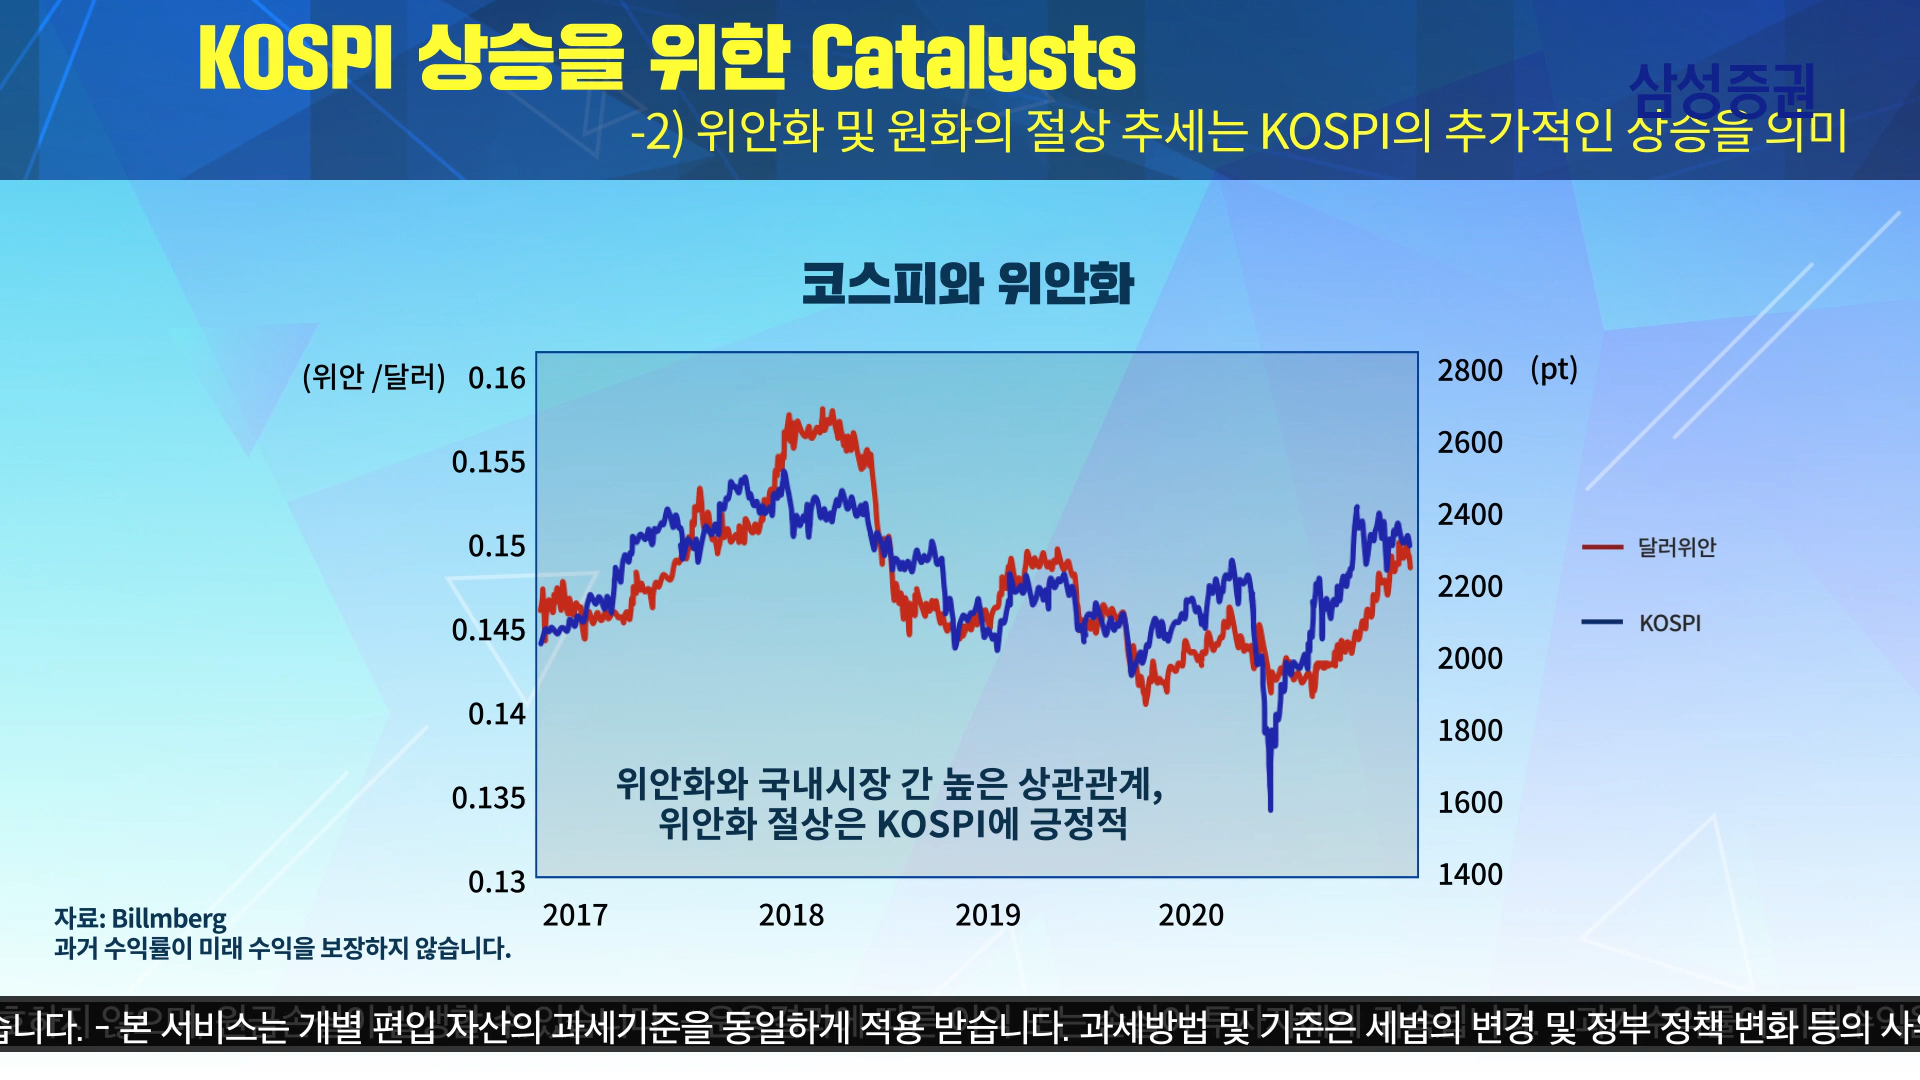 KOSPI 상승을 위한 Catalysts
삼성증권
-2) 위안화 및 원화의 절상 추세는 KOSPI의 추가적인 상승을 의미
코스피와 위안화
(위안 /달러)
0.16
0.155
0.15
0.145
0.14
0.135
0.13
2800 (pt)
2600
2400
2200
2000
1800
1600
1400
달러위안
KOSPI
위안화와 국내시장 간 높은 상관관계,
위안화 절상은 KOSPI에 긍정적
2017 2018 2019 2020
자료: Billmberg
과거 수익률이 미래 수익을 보장하지 않습니다.
습니다. - 본 서비스는 개별 편입 자산의 과세기준을 동일하게 적용 받습니다. 과세방법 및 기준은 세법의 변경 및 정부 정책 변화 등의 사